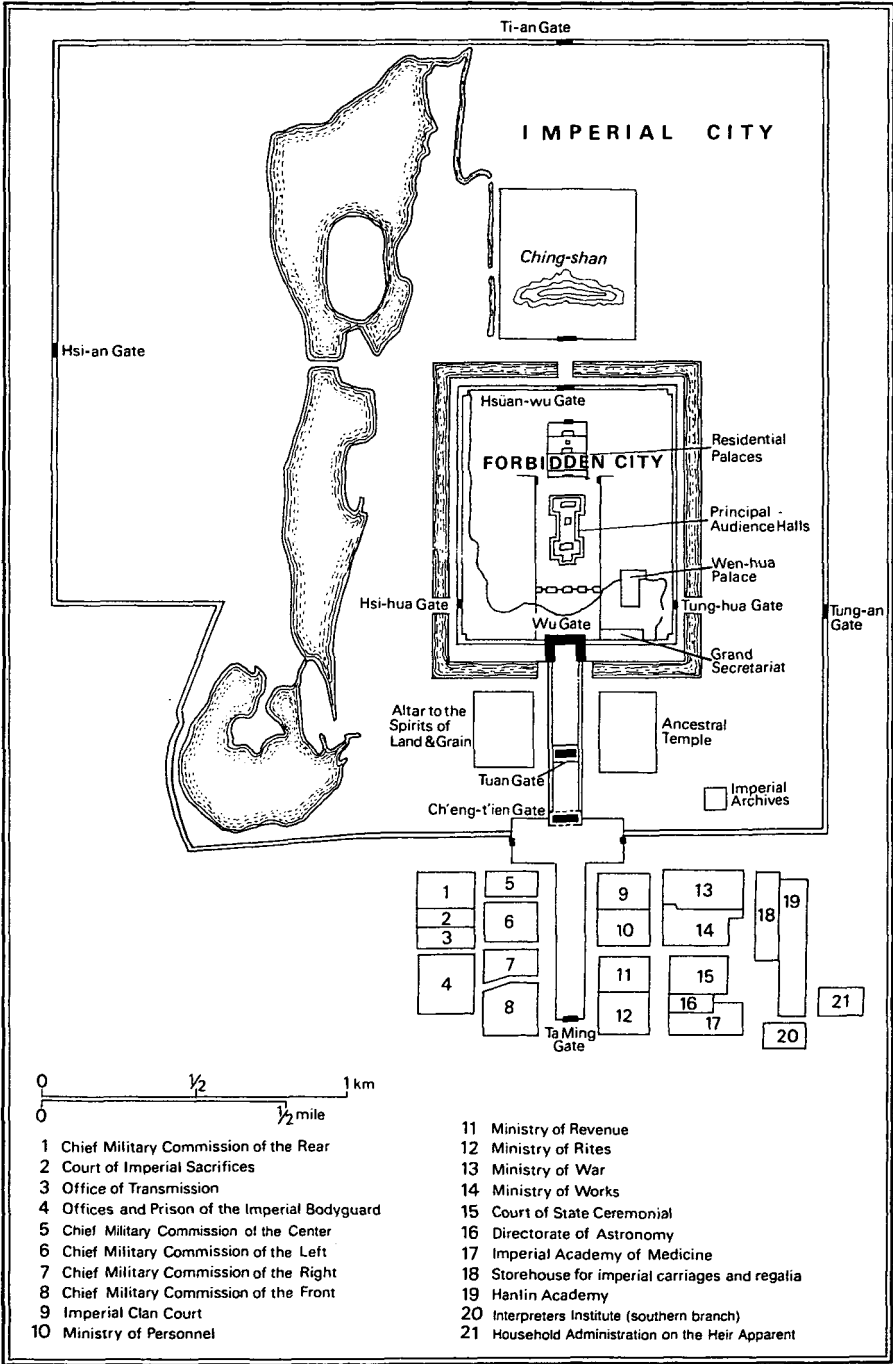 Ti-an Gate
IMPERIAL CITY
Ching-shan
Hsi-an Gate
Hsüan-wu Gate
Residential
Palaces
FORBIDDEN CITY
Principal -
Audience Halls
Wen-hua
Palace
Hsi-hua Gate
Tung-hua Gate
Tung-an
Gate
Wu Gate
Grand
Secretariat
Altar to the
Spirits of
Land & Grain
Ancestral
Temple
Tuan Gate
Imperial
Archives
Ch'eng-t'ien Gate
1
2
3
4
5
6
7
8
9
10
11
12
13
14
15
16
17
18
19
20
21
Ta Ming
Gate
0 ½ 1 km
0 ½ mile
1 Chief Military Commission of the Rear
2 Court of Imperial Sacrifices
3 Office of Transmission
4 Offices and Prison of the Imperial Bodyguard
5 Chief Military Commission of the Center
6 Chief Military Commission of the Left
7 Chief Military Commission of the Right
8 Chief Military Commission of the Front
9 Imperial Clan Court
10 Ministry of Personnel
11 Ministry of Revenue
12 Ministry of Rites
13 Ministry of War
14 Ministry of Works
15 Court of State Ceremonial
16 Directorate of Astronomy
17 Imperial Academy of Medicine
18 Storehouse for imperial carriages and regalia
19 Hanlin Academy
20 Interpreters Institute (southern branch)
21 Household Administration on the Heir Apparent